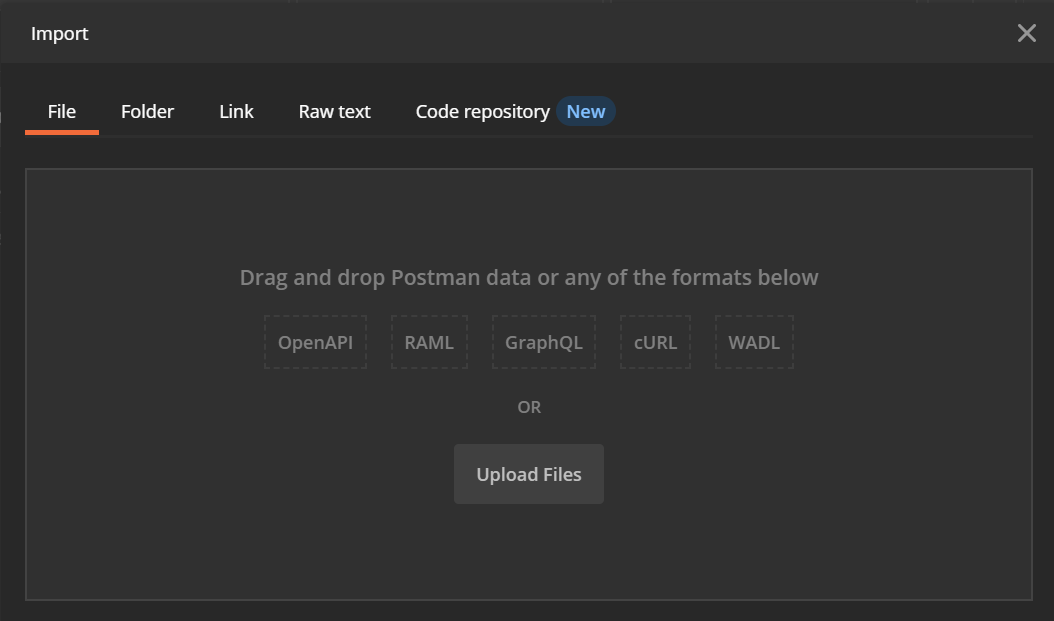 Import
File Folder Link Raw text Code repository New
Drag and drop Postman data or any of the formats below
OpenAPI RAML GraphQL cURL WADL
OR
Upload Files